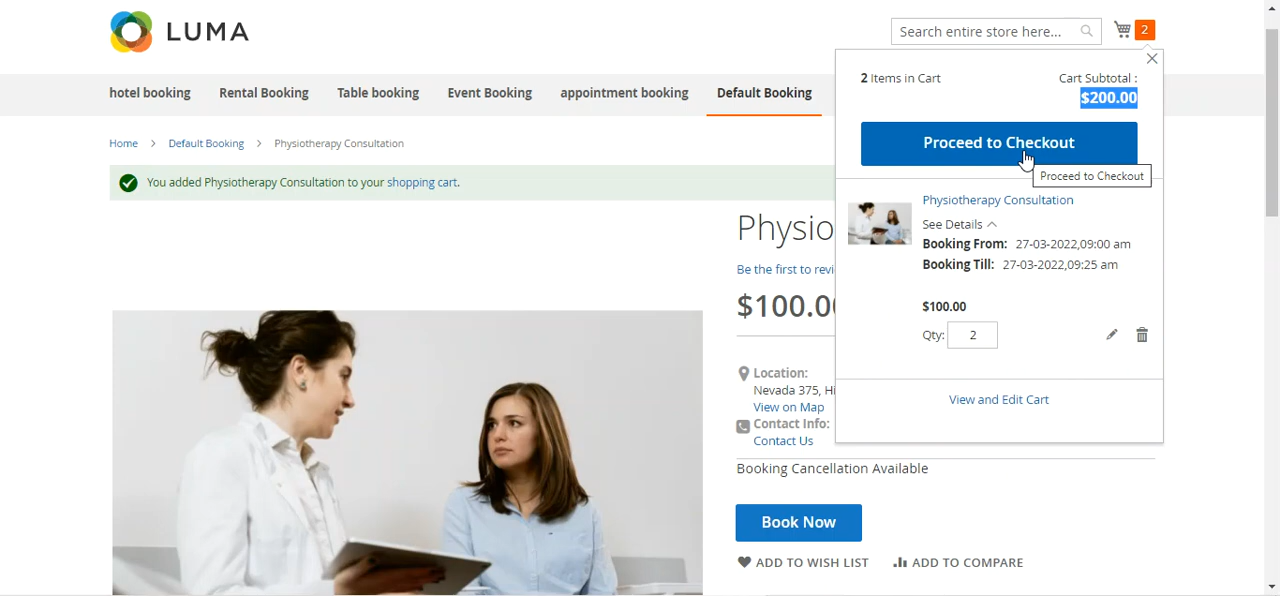 LUMA
Search entire store here...
2
hotel booking
Rental Booking
Table booking
Event Booking
appointment booking
Default Booking
2 Items in Cart
Cart Subtotal :
$200.00
Proceed to Checkout
Proceed to Checkout
Physiotherapy Consultation
See Details
Booking From: 27-03-2022,09:00 am
Booking Till: 27-03-2022,09:25 am
$100.00
Qty: 2
View and Edit Cart
Home > Default Booking > Physiotherapy Consultation
You added Physiotherapy Consultation to your shopping cart.
Physio
Be the first to revi
$100.00
Location:
Nevada 375, Hi
View on Map
Contact Info:
Contact Us
Booking Cancellation Available
Book Now
ADD TO WISH LIST
ADD TO COMPARE